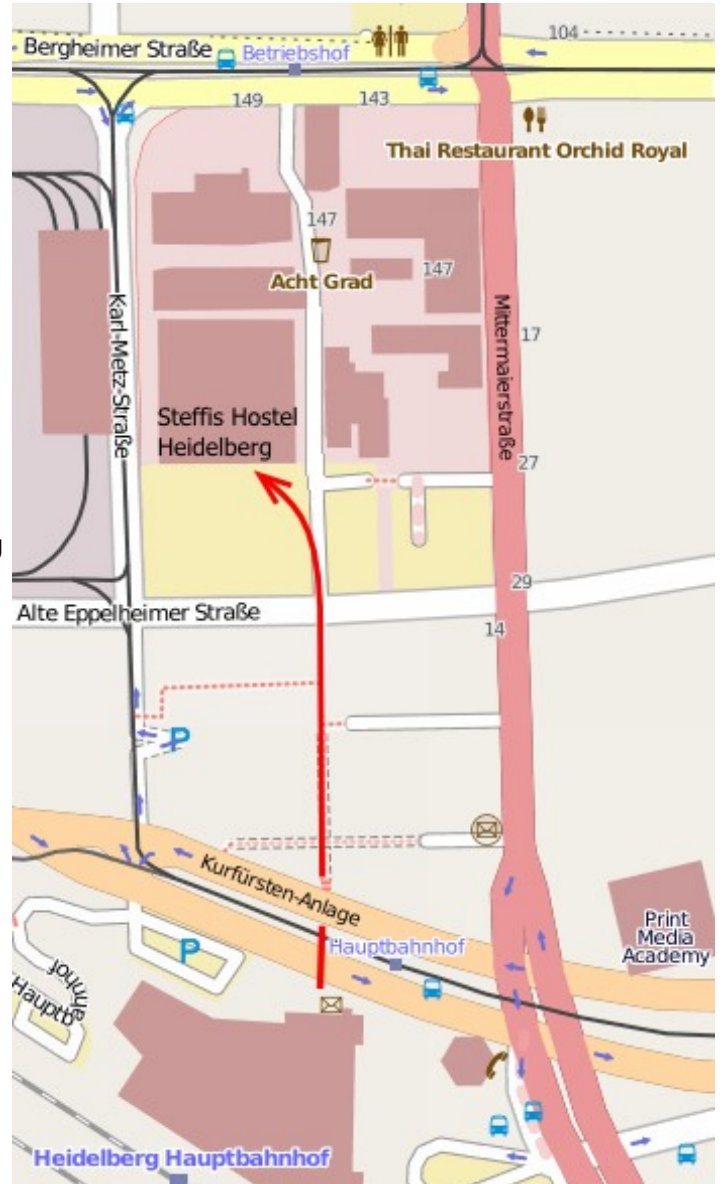 Bergheimer Straße
Betriebshof
104
149
143
Thai Restaurant Orchid Royal
147
Acht Grad
147
Karl-Metz-Straße
Mittermaierstraße
17
Steffis Hostel
Heidelberg
27
29
Alte Eppelheimer Straße
14
P
Kurfürsten-Anlage
Print
Media
Academy
P
Hauptbahnhof
Hauptbahnhof
Heidelberg Hauptbahnhof